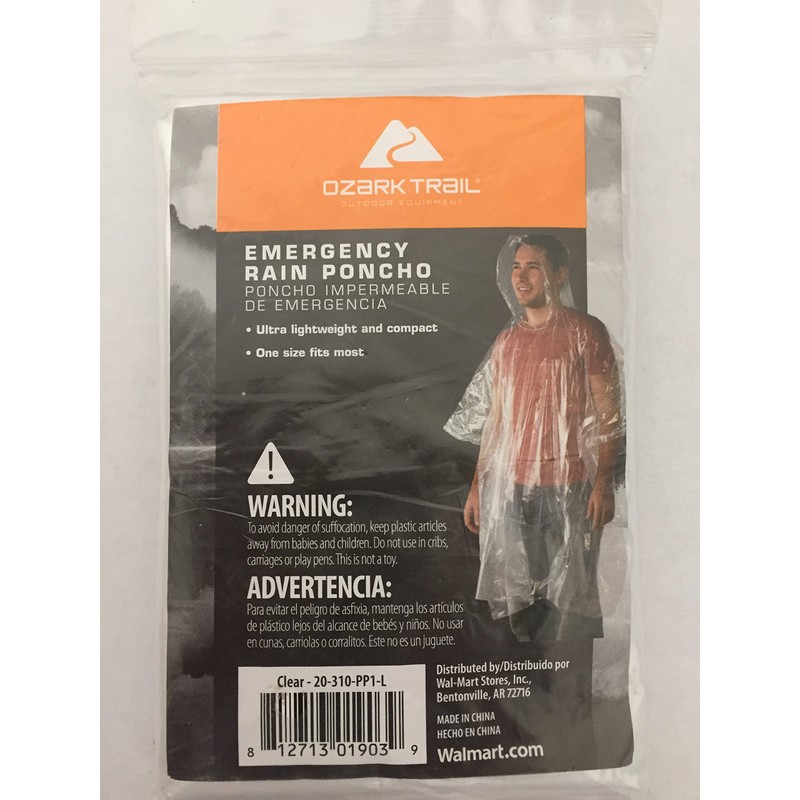 OZARK TRAIL®
OUTDOOR EQUIPMENT
EMERGENCY
RAIN PONCHO
PONCHO IMPERMEABLE
DE EMERGENCIA
• Ultra lightweight and compact
• One size fits most
!
WARNING:
To avoid danger of suffocation, keep plastic articles
away from babies and children. Do not use in cribs,
carriages or play pens. This is not a toy.
ADVERTENCIA:
Para evitar el peligro de asfixia, mantenga los artículos
de plástico lejos del alcance de bebés y niños. No usar
en cunas, carriolas o corralitos. Este no es un juguete.
Clear - 20-310-PP1-L
8 12713 01903 9
Distributed by/Distribuido por
Wal-Mart Stores, Inc.,
Bentonville, AR 72716
MADE IN CHINA
HECHO EN CHINA
Walmart.com